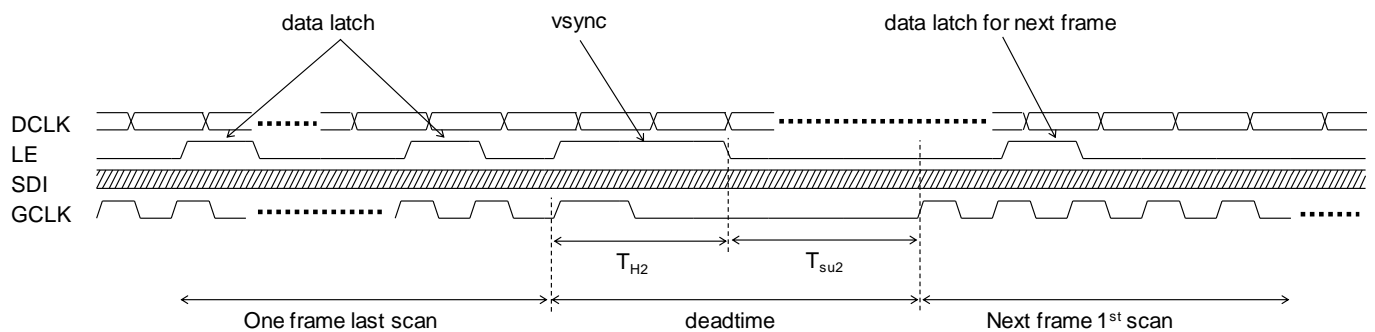 data latch
vsync
data latch for next frame
DCLK
LE
SDI
GCLK
TH2
Tsu2
One frame last scan
deadtime
Next frame 1st scan